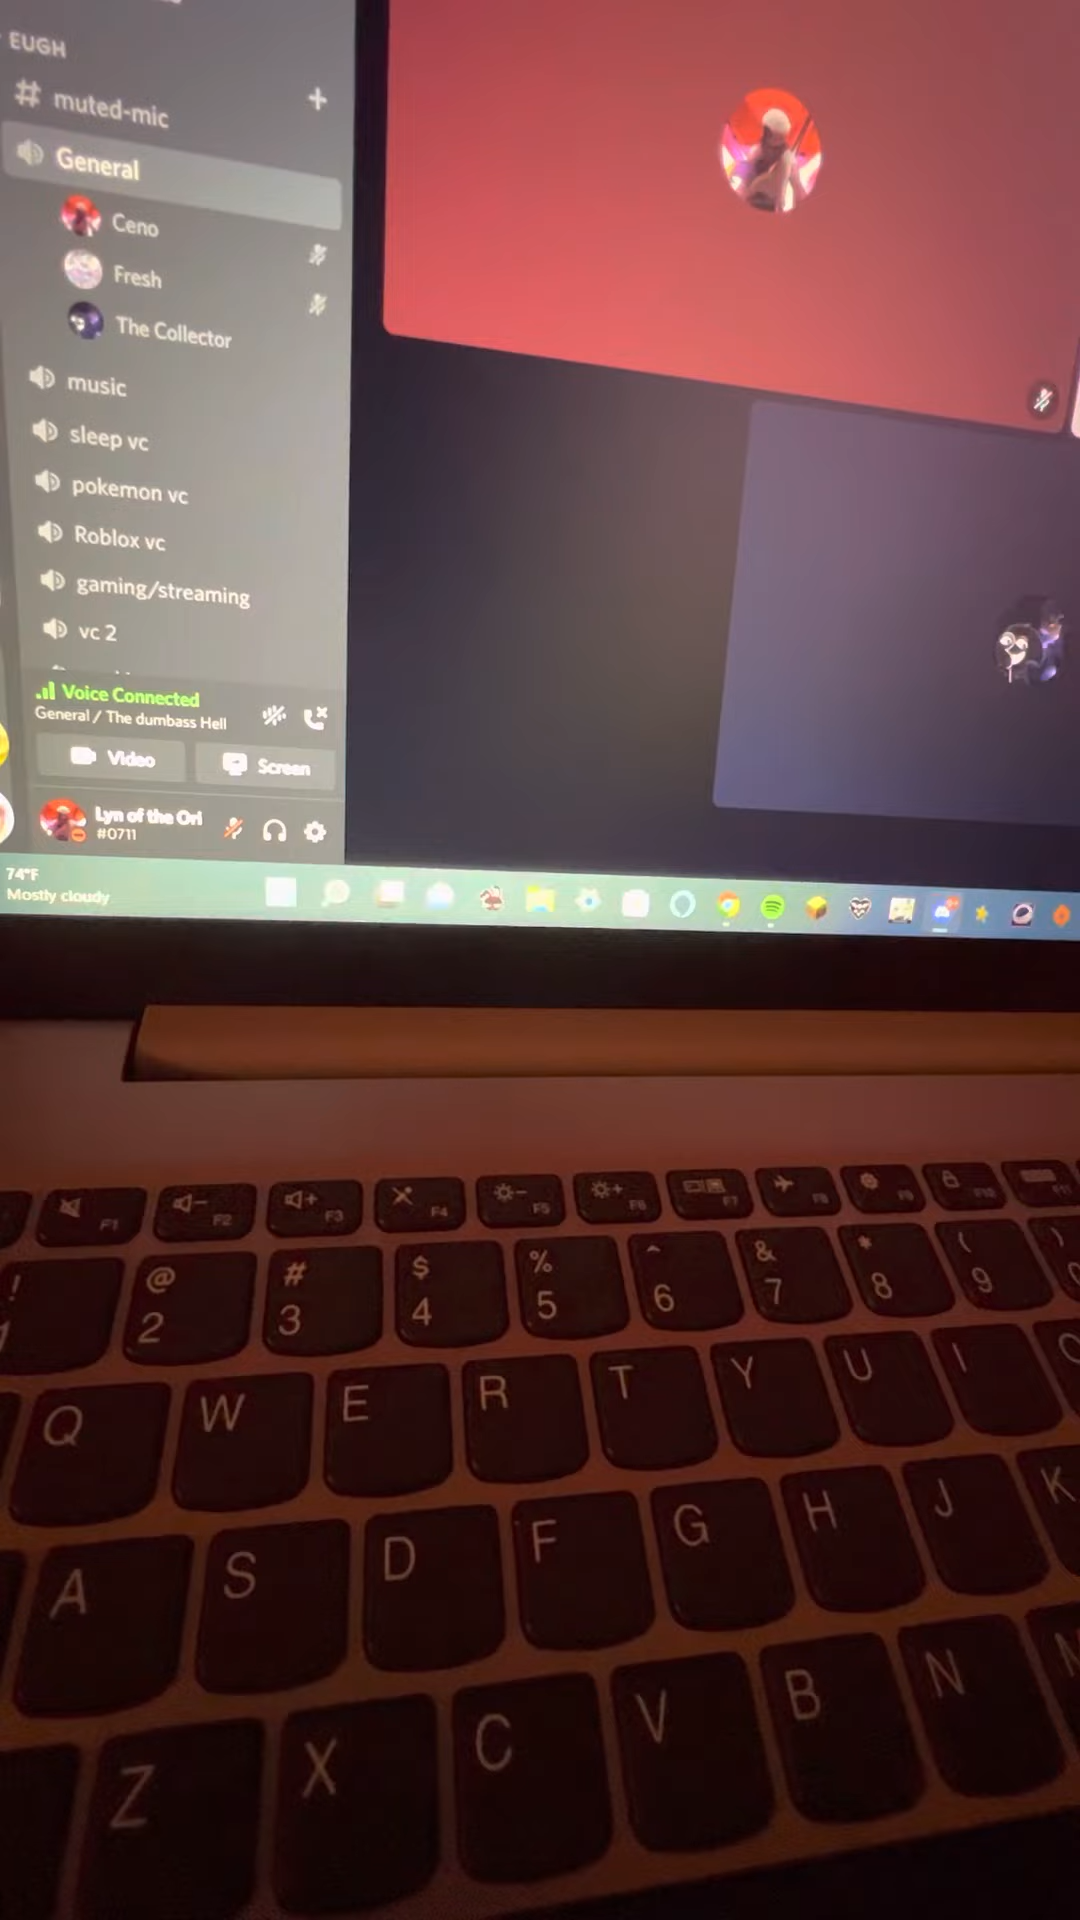 EUGH
# muted-mic +
General
Ceno
Fresh
The Collector
music
sleep vc
pokemon vc
Roblox vc
gaming/streaming
vc 2
Voice Connected
General / The dumbass Hell
Video Screen
Lyn of the Ori
#0711
74°F
Mostly cloudy
F1 F2 F3 F4 F5 F6 F7 F8 F9 F10 F11
! @ # $ % ^ & * ( )
1 2 3 4 5 6 7 8 9
Q W E R T Y U I
A S D F G H J K
Z X C V B N